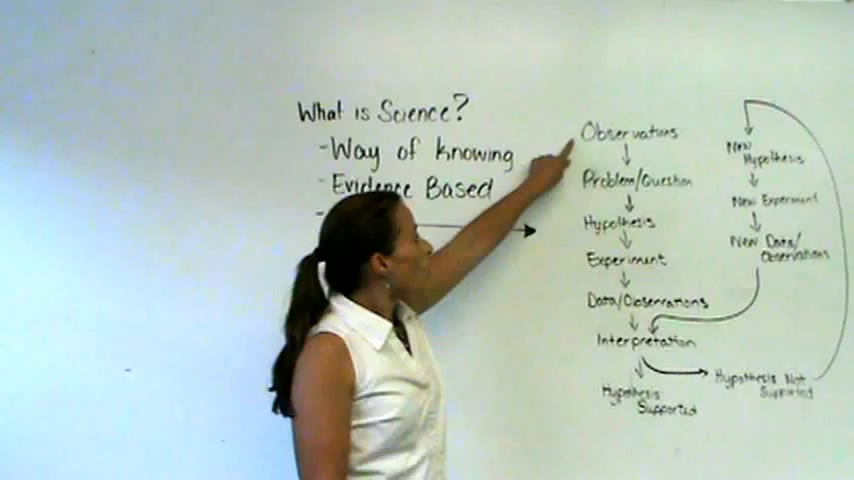 What is Science?
-Way of knowing
-Evidence Based
-
Observations
Problem/Question
Hypothesis
Experiment
Data/Observations
Interpretation
Hypothesis
Supported
Hypothesis Not
Supported
New
Hypothesis
New Experiment
New Data/
Observations